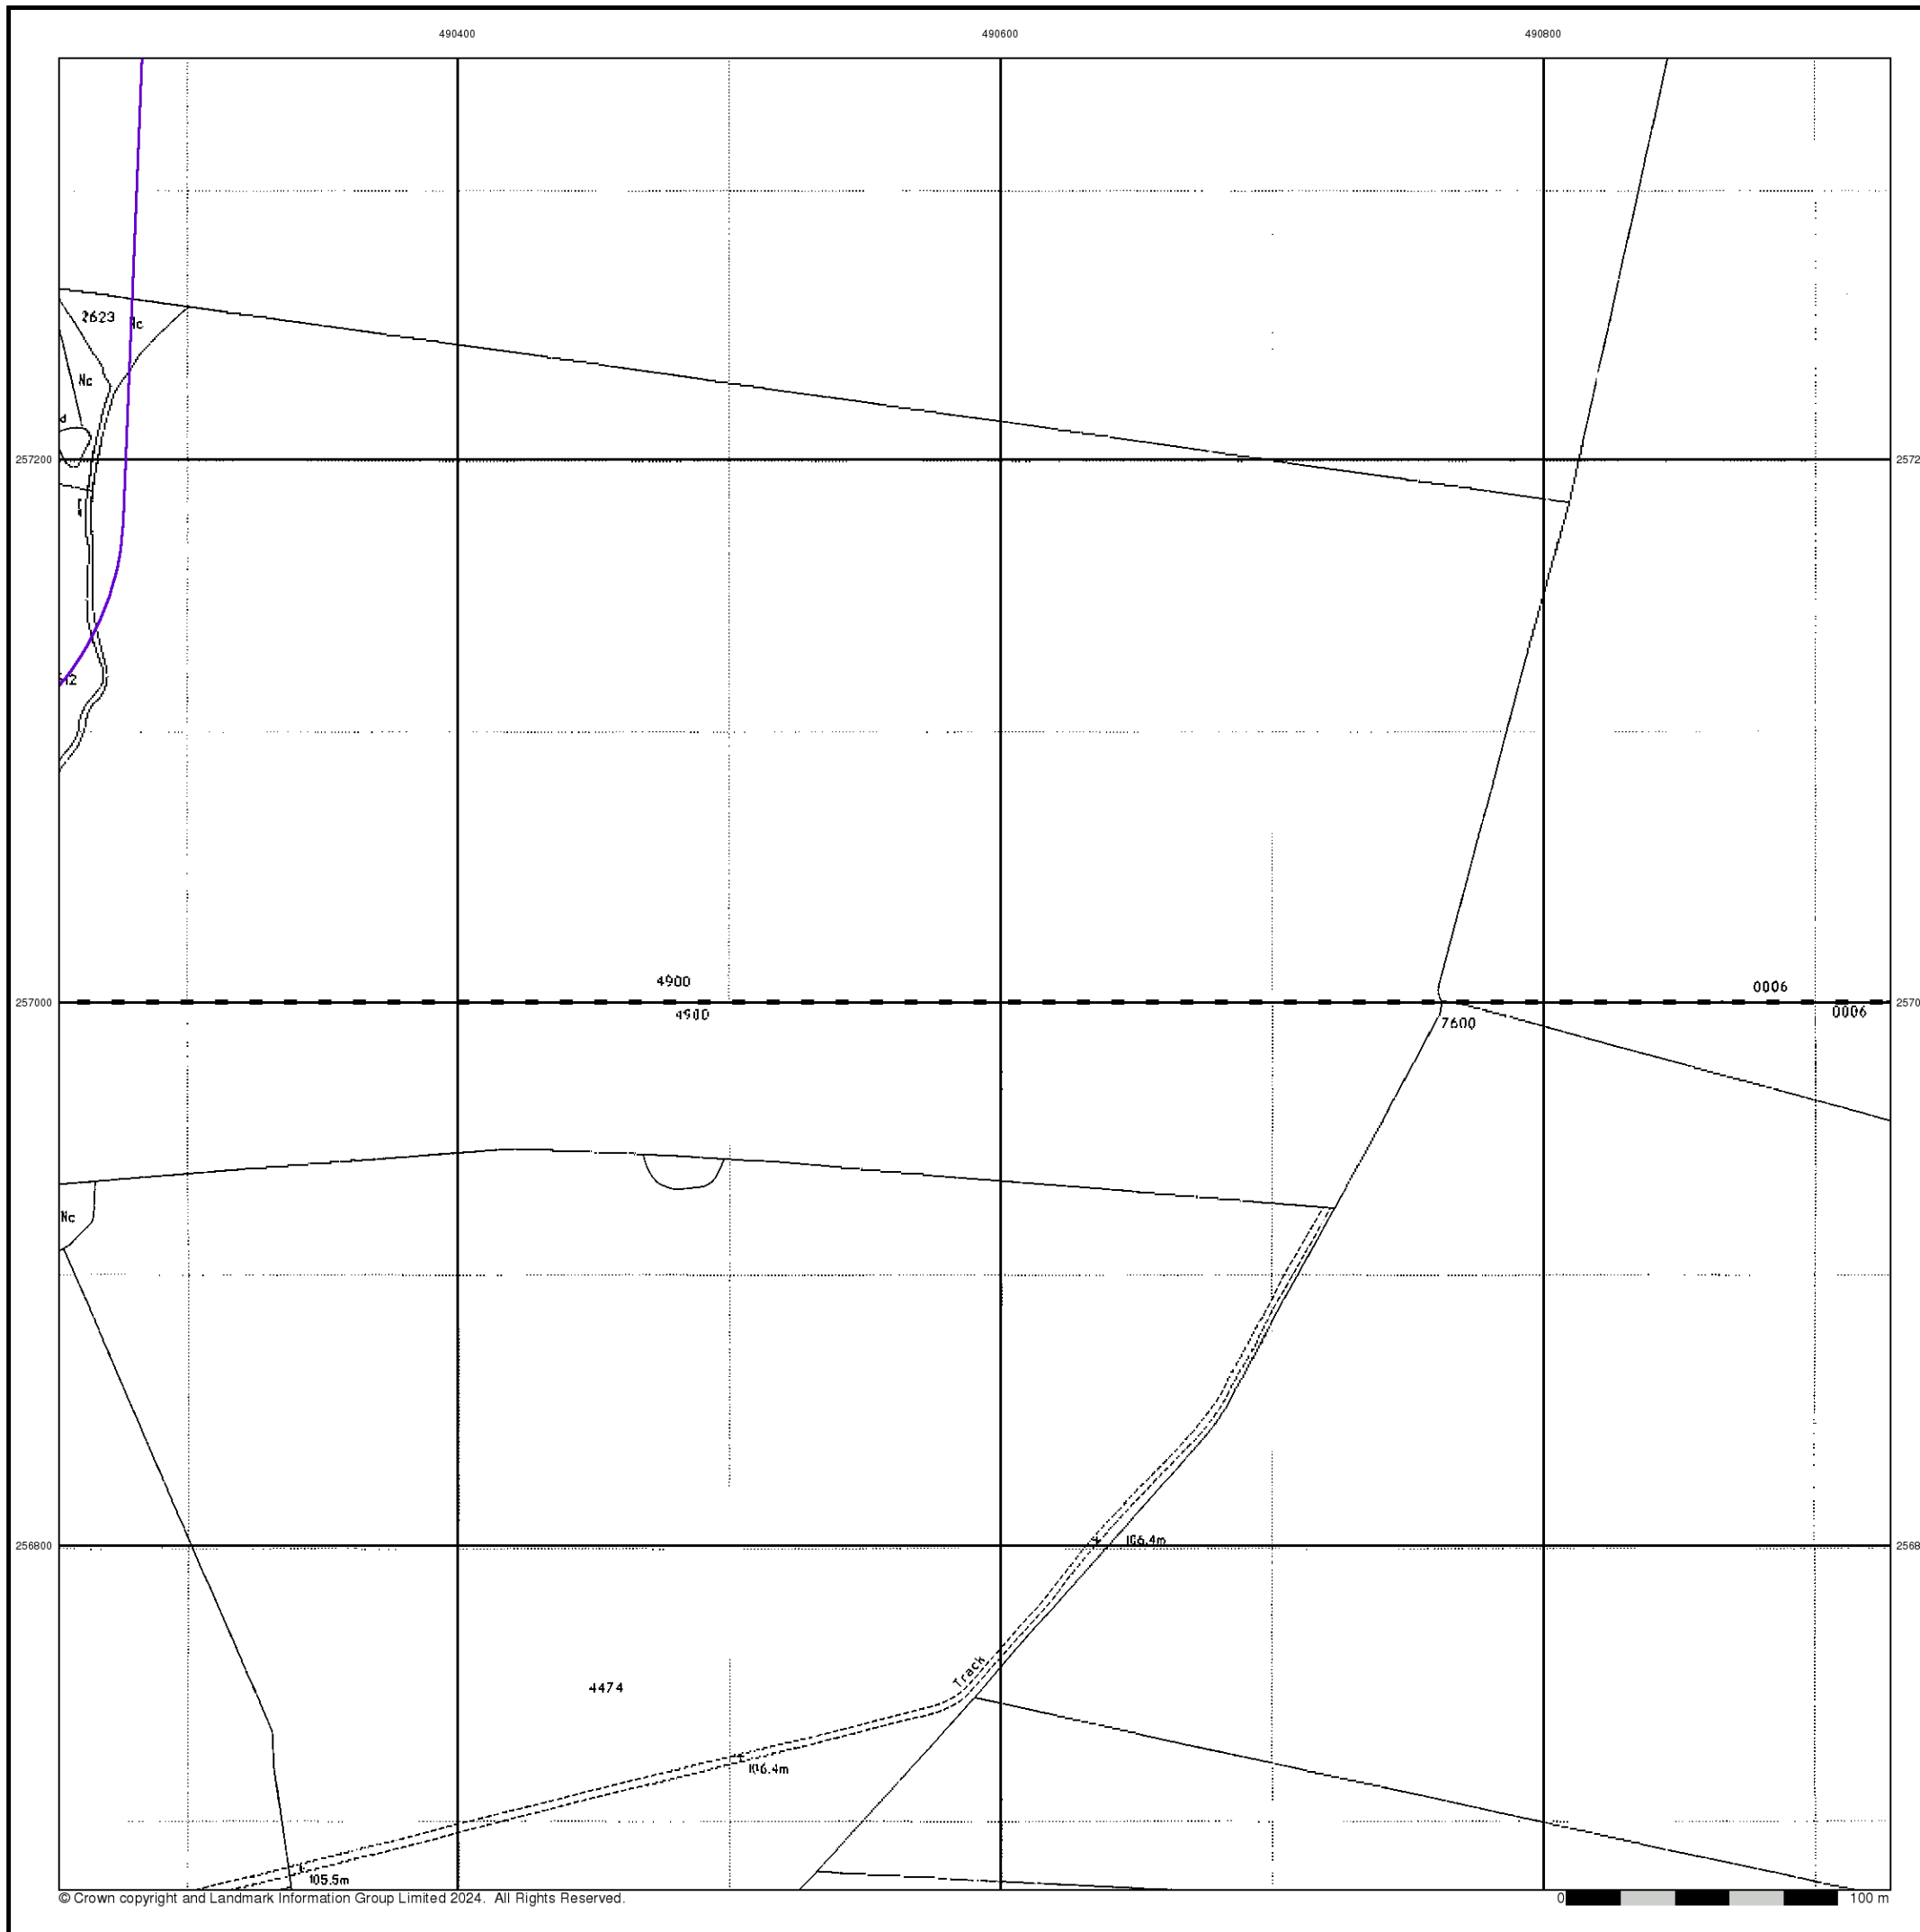 490400 490600 490800
2623 Nc
Nc
257200
4900
0006
257000
4900
0006
7600
Nc
106.4m
256800
Track
4474
106.4m
105.5m
© Crown copyright and Landmark Information Group Limited 2024. All Rights Reserved. 0 100 m